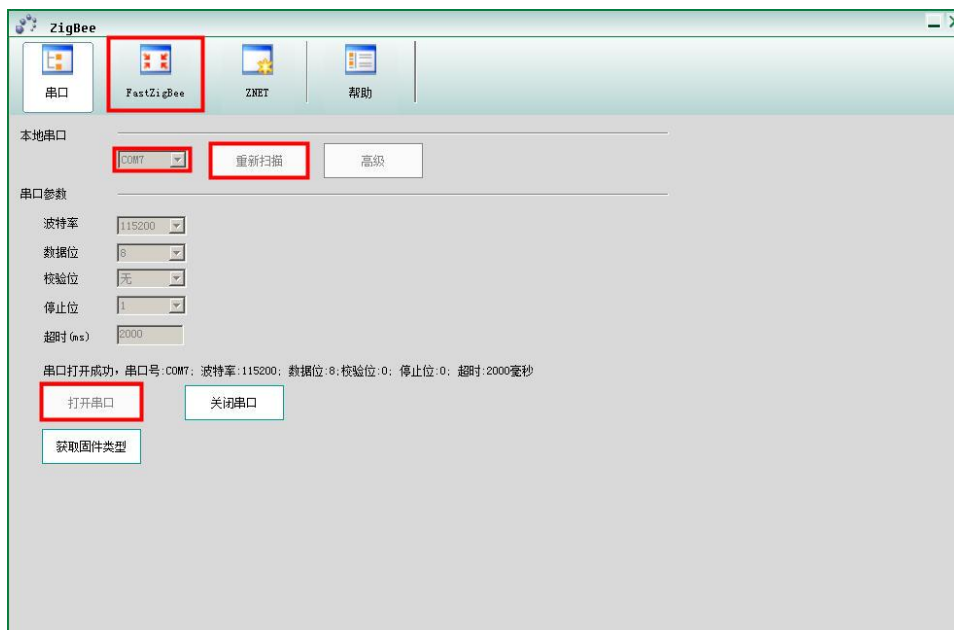 ZigBee
串口 FastZigBee ZNET 帮助
本地串口
COM7 重新扫描 高级
串口参数
波特率 115200
数据位 8
校验位 无
停止位 1
超时(ms) 2000
串口打开成功，串口号:COM7; 波特率:115200; 数据位:8;校验位:0; 停止位:0; 超时:2000毫秒
打开串口 关闭串口
获取固件类型